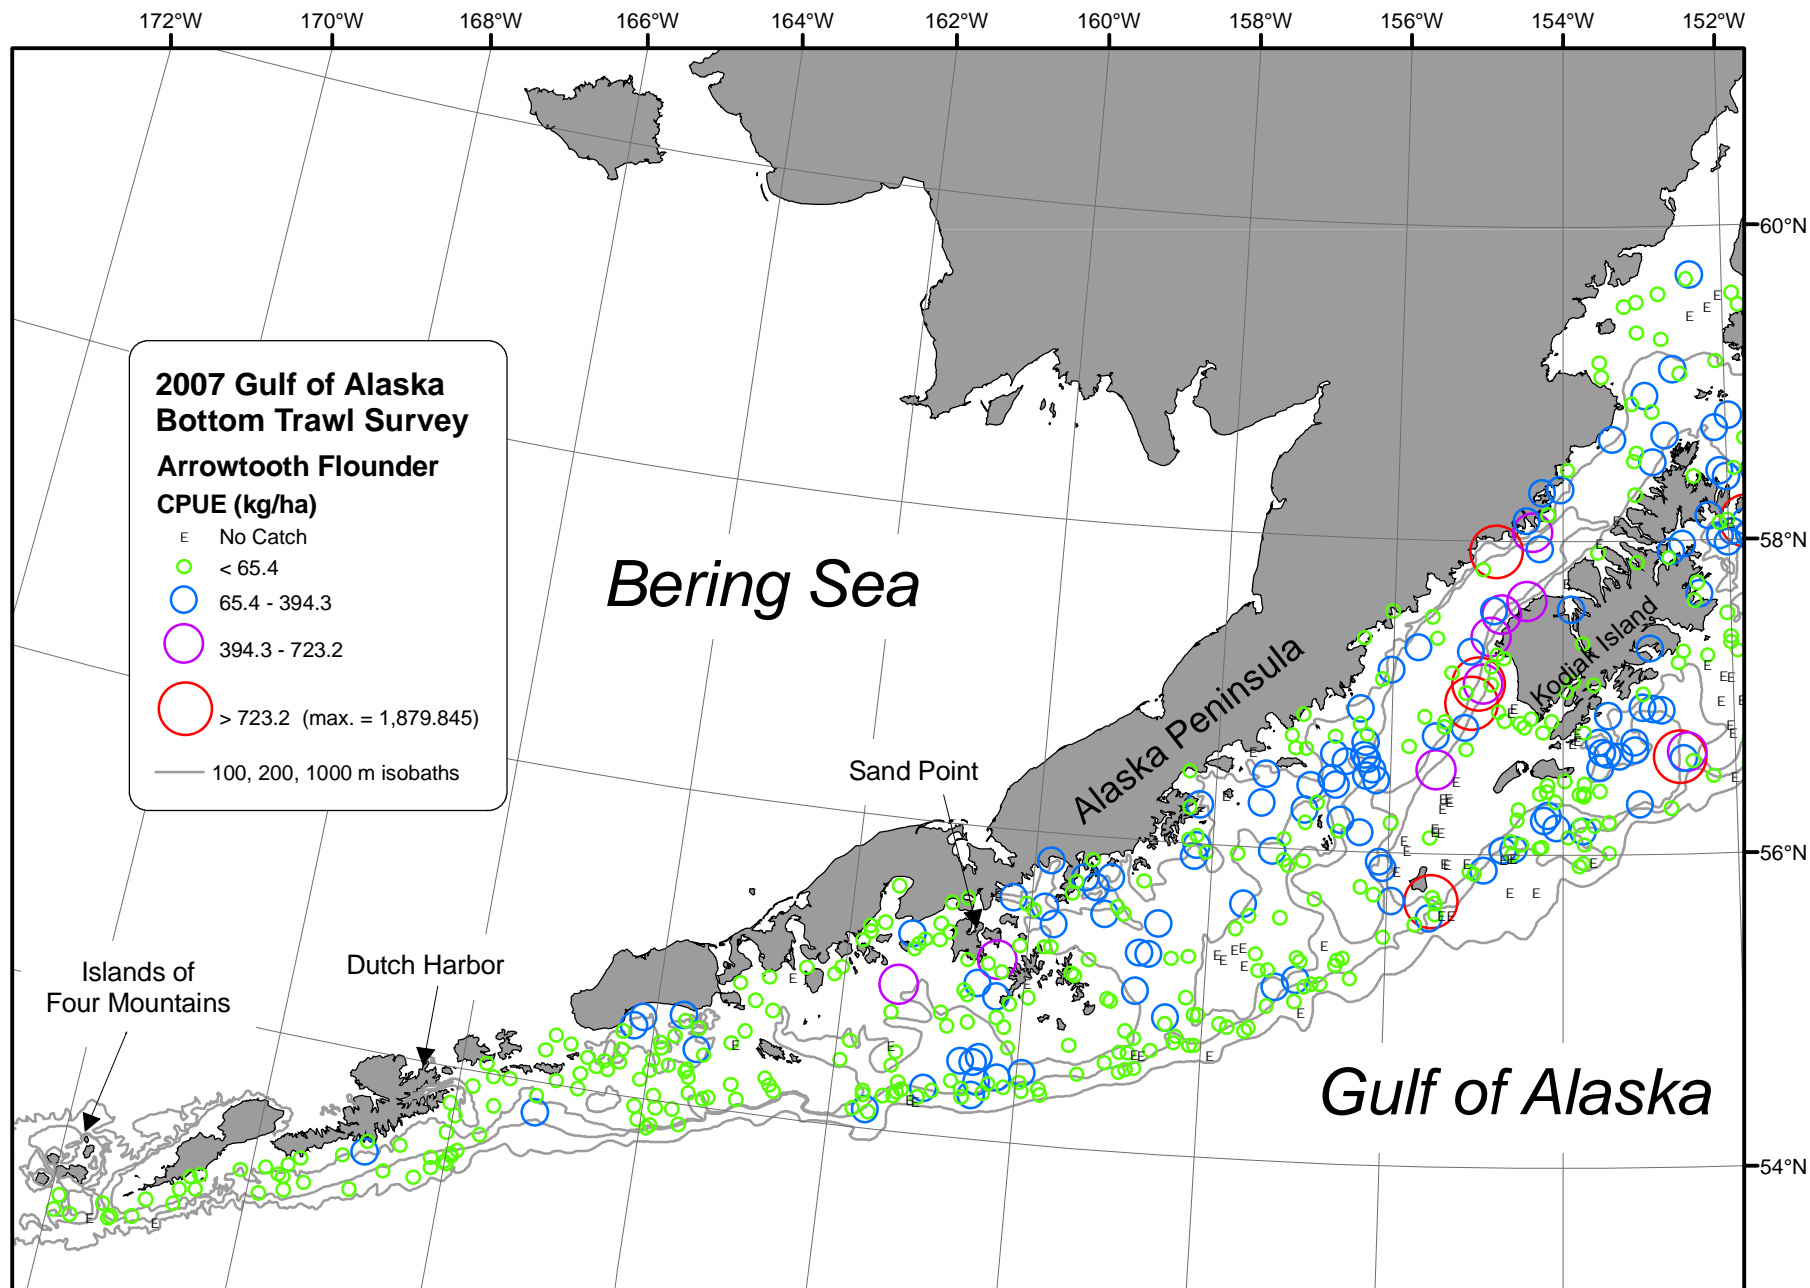 172°W 170°W 168°W 166°W 164°W 162°W 160°W 158°W 156°W 154°W 152°W
60°N
58°N
56°N
54°N
2007 Gulf of Alaska
Bottom Trawl Survey
Arrowtooth Flounder
CPUE (kg/ha)
E No Catch
< 65.4
65.4 - 394.3
394.3 - 723.2
> 723.2 (max. = 1,879.845)
100, 200, 1000 m isobaths
Bering Sea
Alaska Peninsula
Kodiak Island
Sand Point
Dutch Harbor
Islands of
Four Mountains
Gulf of Alaska